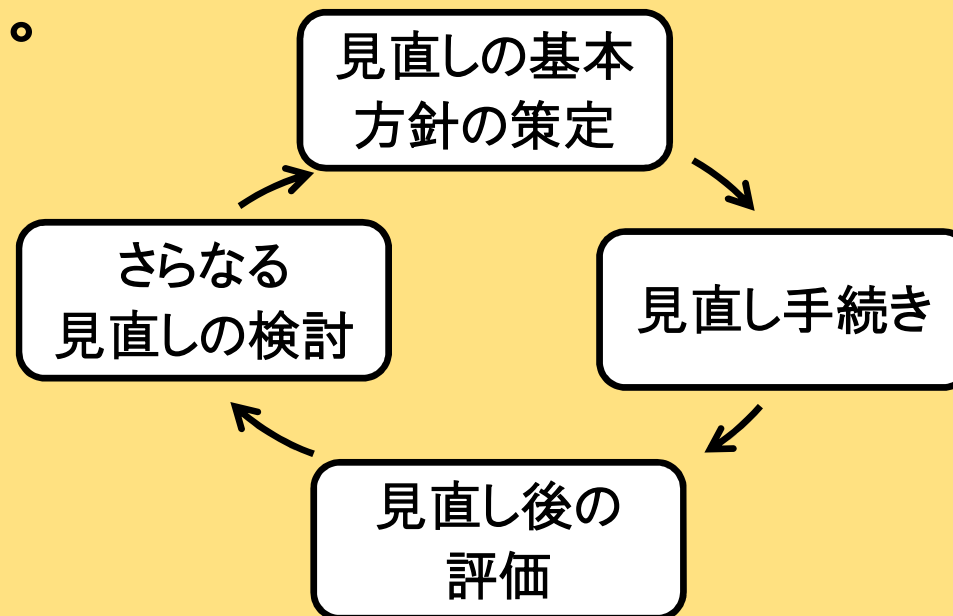 。
見直しの基本
方針の策定
さらなる
見直しの検討
見直し手続き
見直し後の
評価